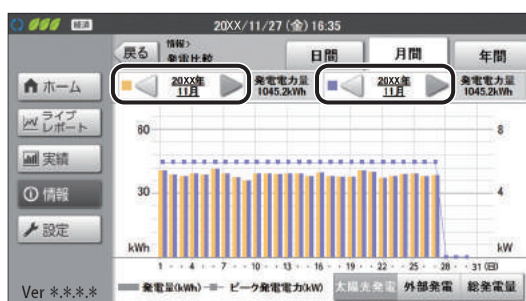 経済 20XX/11/27(金)16:35
戻る 情報> 発電比較 日間 月間 年間
ホーム 20XX年 11月 発電電力量 1045.2kWh 20XX年 11月 発電電力量 1045.2kWh
ライブ レポート
実績
情報
設定
60 8
30 4
kWh kW
1 · · 4 · · 7 · · 10 · · 13 · · 16 · · 19 · · 22 · · 25 · · 28 · · 31(日)
発電量(kWh) ピーク発電電力(kW) 太陽光発電 外部発電 総発電量
Ver *.*.*.*